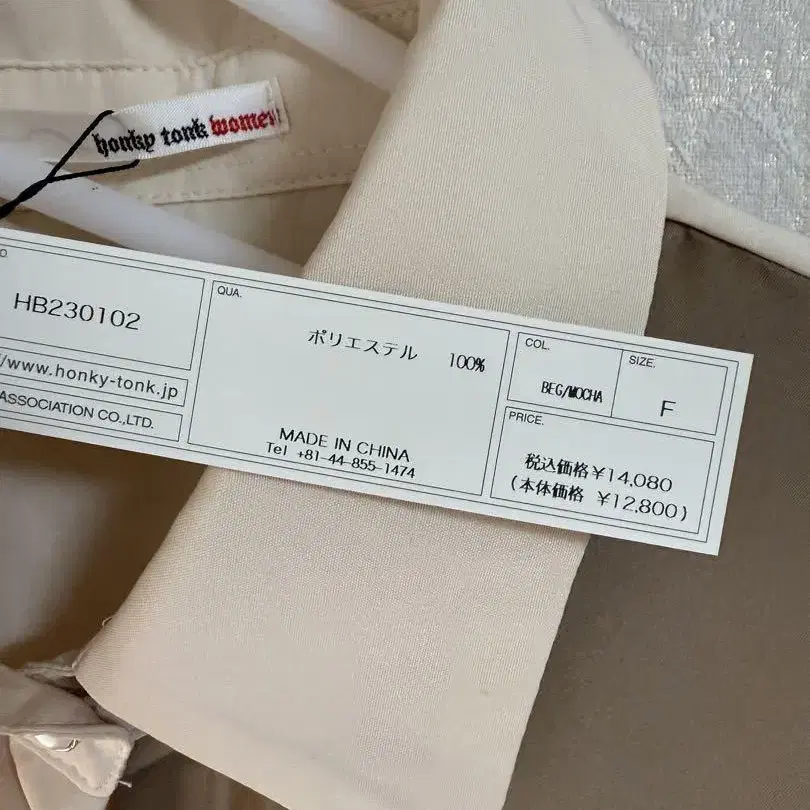 honky tonk women
HB230102
/www.honky-tonk.jp
ASSOCIATION CO.,LTD.
QUA.
ポリエステル 100%
MADE IN CHINA
Tel +81-44-855-1474
COL.
BEG/MOCHA
SIZE.
F
PRICE.
税込価格¥14,080
(本体価格 ¥12,800)